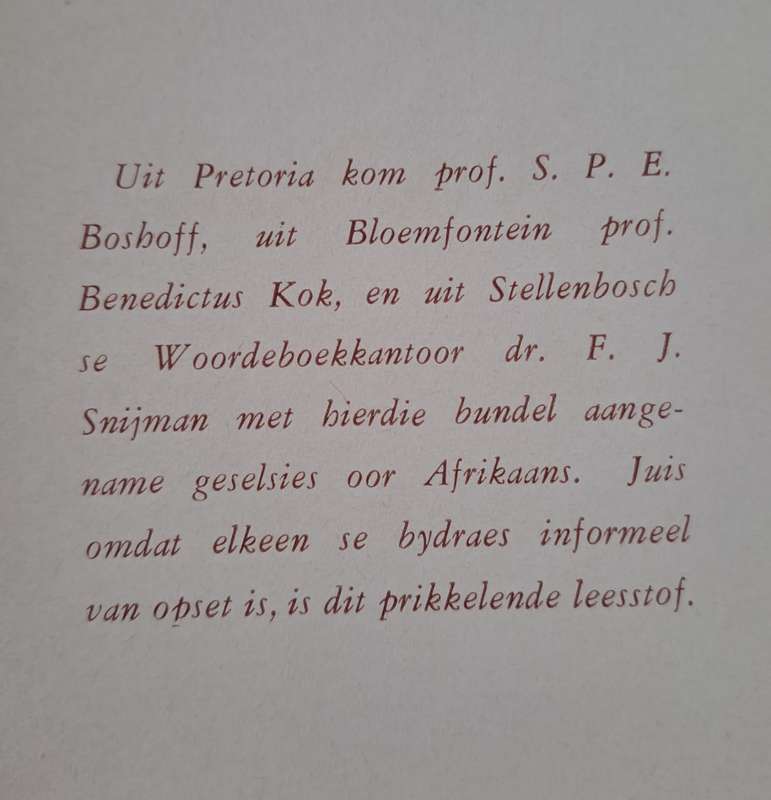 Uit Pretoria kom prof. S. P. E.
Boshoff, uit Bloemfontein prof.
Benedictus Kok, en uit Stellenbosch
se Woordeboekkantoor dr. F. J.
Snijman met hierdie bundel aange-
name geselsies oor Afrikaans. Juis
omdat elkeen se bydraes informeel
van opset is, is dit prikkelende leesstof.